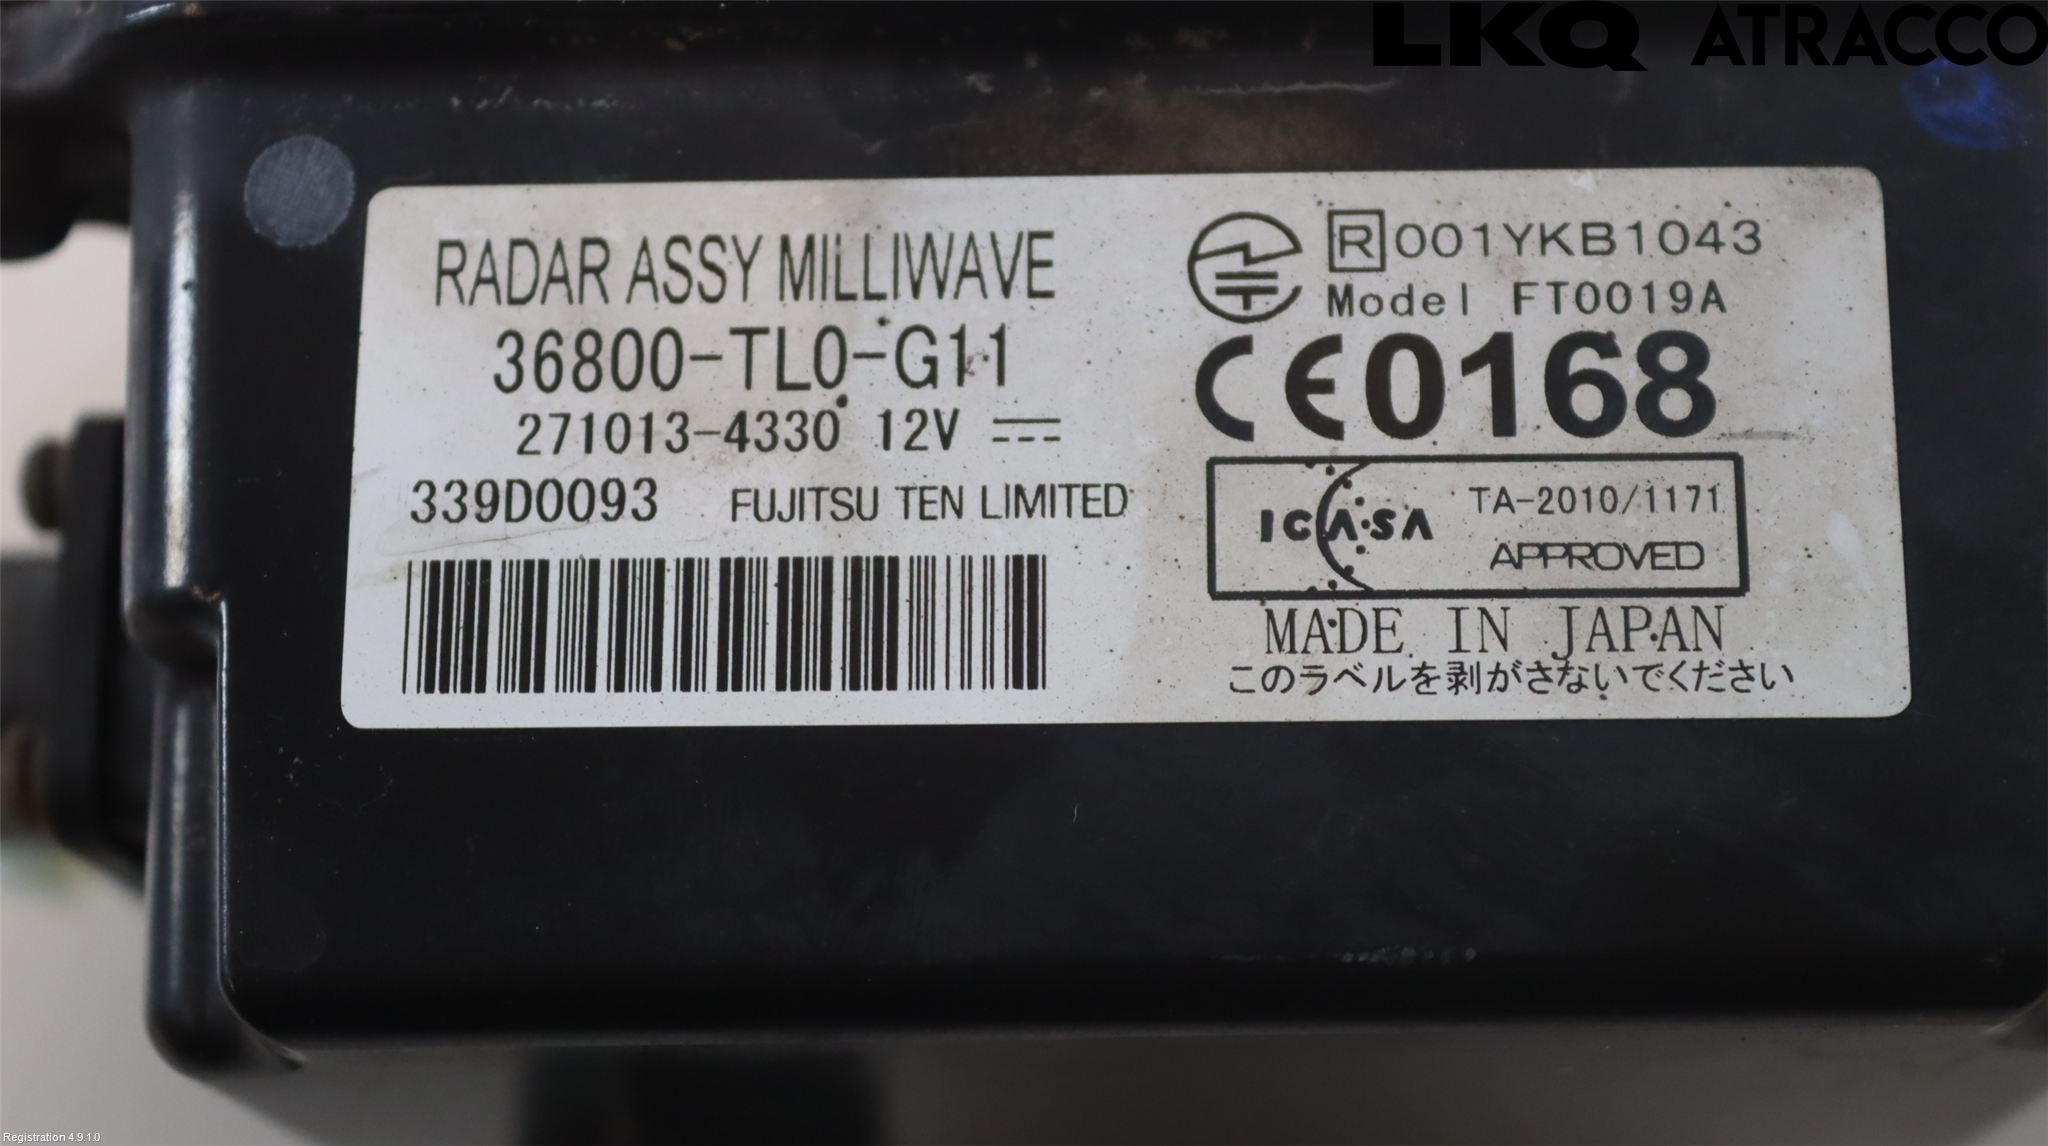 LKQ ATRACCO
RADAR ASSY MILLIWAVE
36800-TL0-G11
271013-4330 12V
339D0093 FUJITSU TEN LIMITED
R 001YKB1043
Model FT0019A
CE0168
ICASA TA-2010/1171
APPROVED
MADE IN JAPAN
このラベルを剥がさないでください
Registration 4.9.1.0